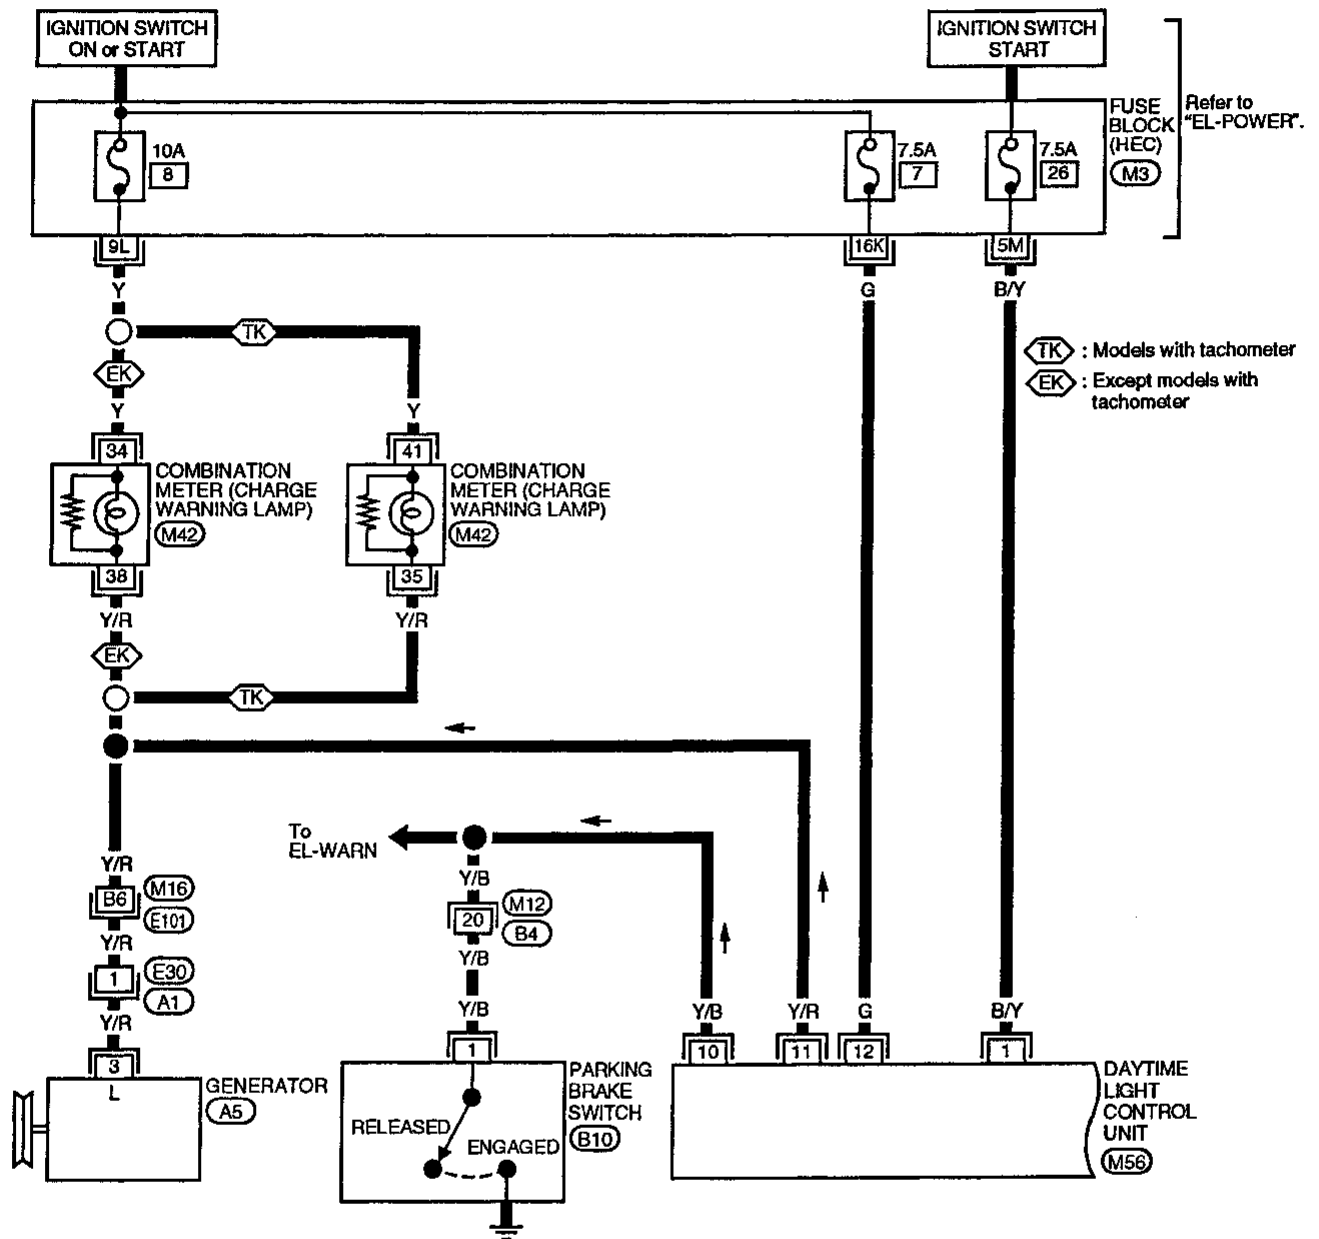 IGNITION SWITCH
ON or START
IGNITION SWITCH
START
FUSE
BLOCK
(HEC)
M3
Refer to
"EL-POWER".
10A
8
7.5A
7
7.5A
26
9L
16K
5M
Y
G
B/Y
TK
TK : Models with tachometer
EK
EK : Except models with
tachometer
Y
Y
34
41
COMBINATION
METER (CHARGE
WARNING LAMP)
M42
COMBINATION
METER (CHARGE
WARNING LAMP)
M42
38
35
Y/R
Y/R
EK
TK
To
EL-WARN
Y/R
Y/B
B6
M16
E101
20
M12
B4
Y/R
Y/B
1
E30
A1
Y/R
Y/B
Y/B
Y/R
G
B/Y
3
1
10
11
12
1
L
GENERATOR
A5
RELEASED
ENGAGED
PARKING
BRAKE
SWITCH
B10
DAYTIME
LIGHT
CONTROL
UNIT
M56